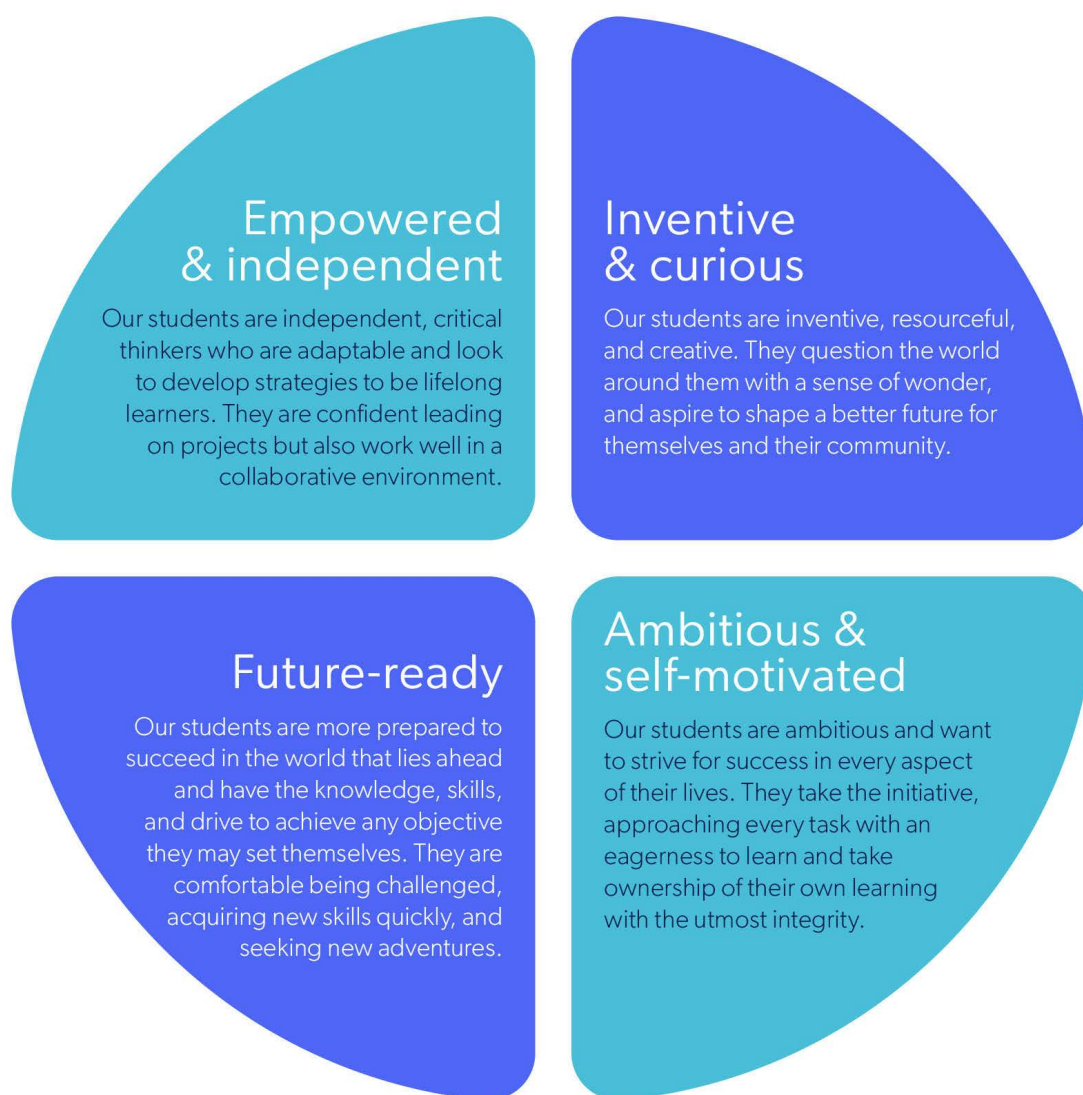 Empowered
& independent
Our students are independent, critical
thinkers who are adaptable and look
to develop strategies to be lifelong
learners. They are confident leading
on projects but also work well in a
collaborative environment.
Inventive
& curious
Our students are inventive, resourceful,
and creative. They question the world
around them with a sense of wonder,
and aspire to shape a better future for
themselves and their community.
Future-ready
Our students are more prepared to
succeed in the world that lies ahead
and have the knowledge, skills,
and drive to achieve any objective
they may set themselves. They are
comfortable being challenged,
acquiring new skills quickly, and
seeking new adventures.
Ambitious &
self-motivated
Our students are ambitious and want
to strive for success in every aspect
of their lives. They take the initiative,
approaching every task with an
eagerness to learn and take
ownership of their own learning
with the utmost integrity.